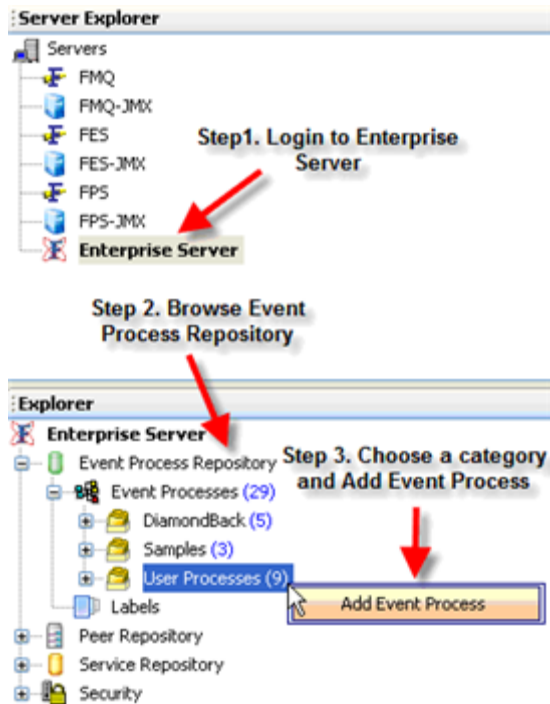 Server Explorer
Servers
FMQ
FMQ-JMX
FES
FES-JMX
FPS
FPS-JMX
Enterprise Server
Step1. Login to Enterprise
Server
Step 2. Browse Event
Process Repository
Explorer
Enterprise Server
Event Process Repository
Step 3. Choose a category
and Add Event Process
Event Processes (29)
DiamondBack (5)
Samples (3)
User Processes (9)
Add Event Process
Labels
Peer Repository
Service Repository
Security